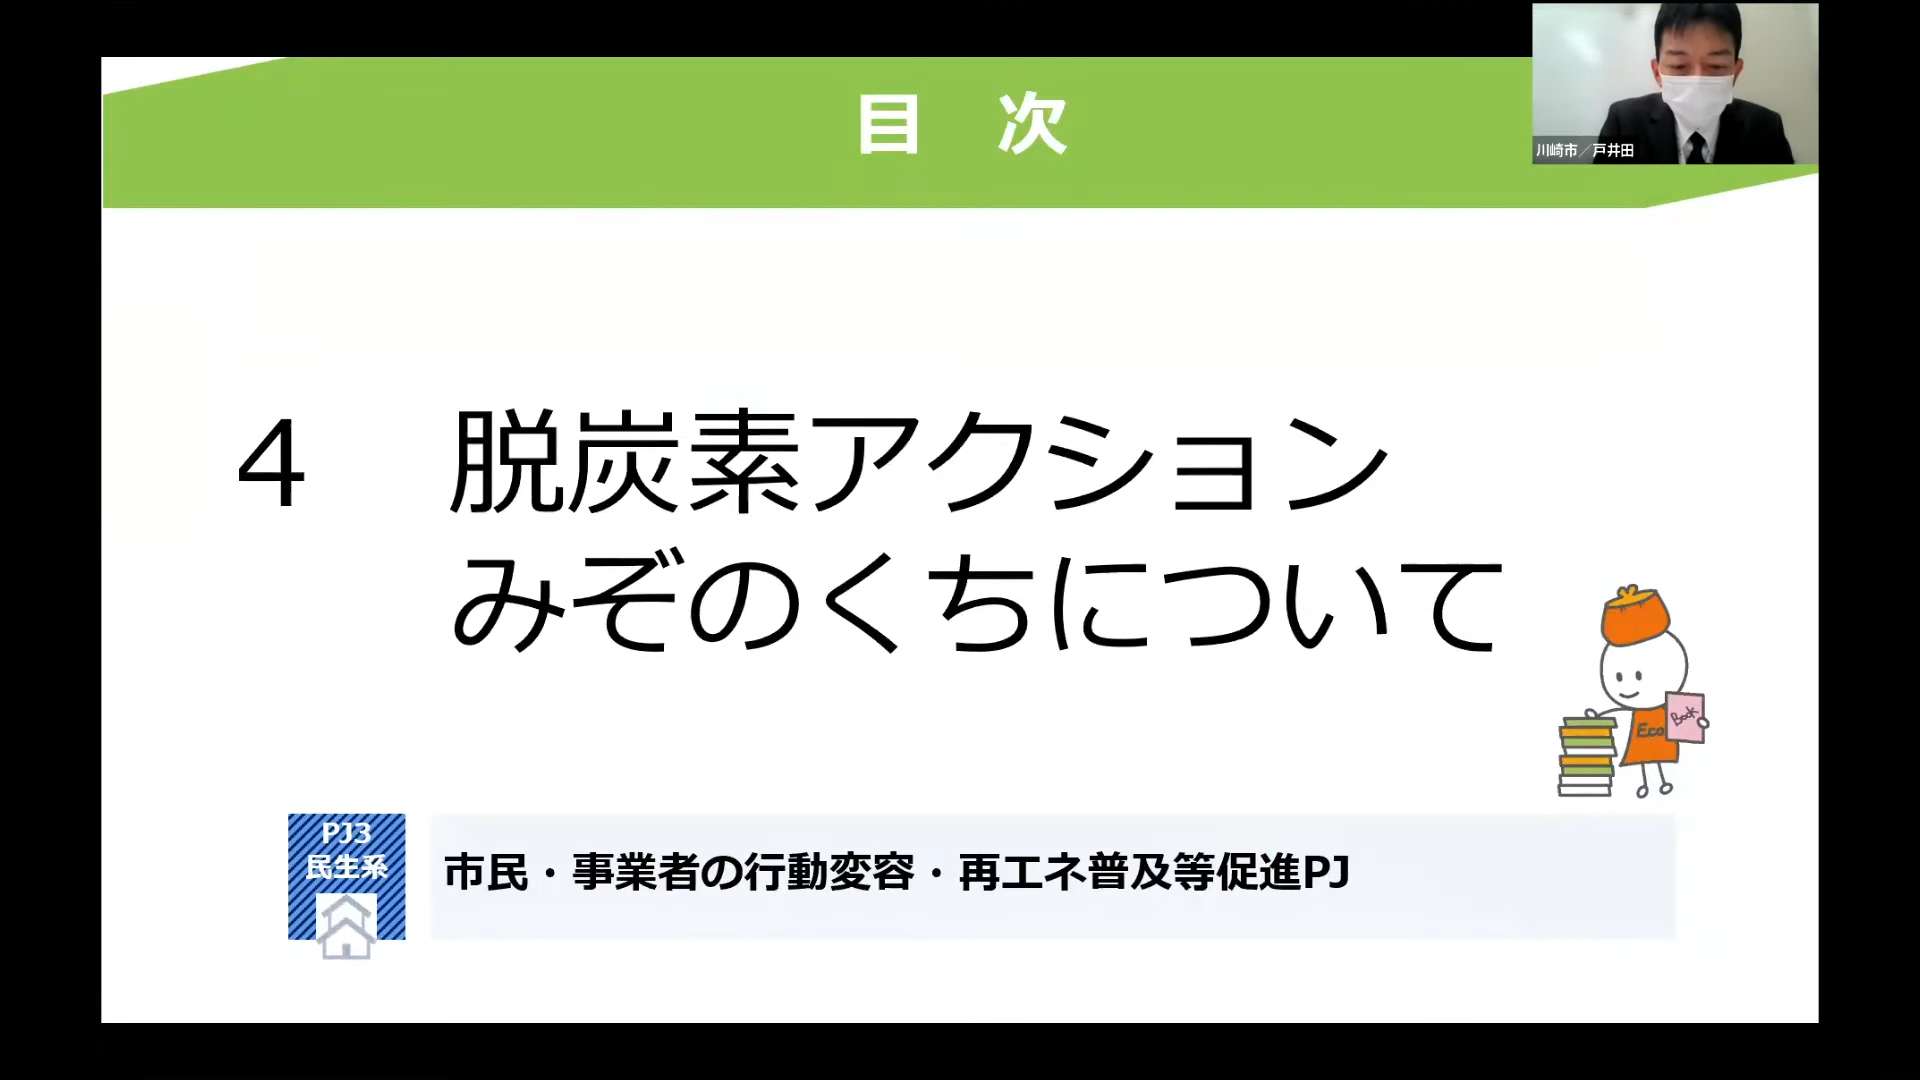 目 次
川崎市／戸井田
４ 脱炭素アクション
みぞのくちについて
Eco
Book
PJ3
民生系
市民・事業者の行動変容・再エネ普及等促進PJ